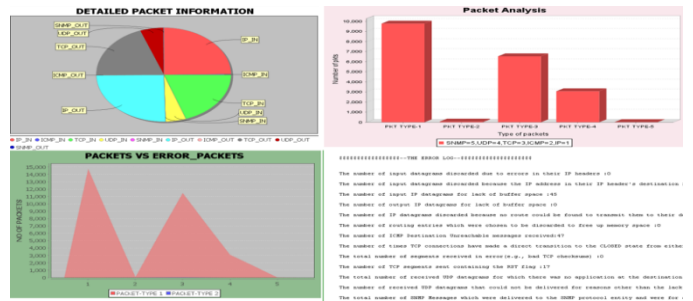 DETAILED PACKET INFORMATION
SNMP_OUT
UDP_OUT
TCP_OUT
ICMP_OUT
IP_OUT
IP_IN
ICMP_IN
TCP_IN
UDP_IN
SNMP_IN
IP_IN ICMP_IN TCP_IN UDP_IN SNMP_IN IP_OUT ICMP_OUT TCP_OUT UDP_OUT
SNMP_OUT
Packet Analysis
Number of pkts
10,000
9,000
8,000
7,000
6,000
5,000
4,000
3,000
2,000
1,000
0
PKT TYPE-1 PKT TYPE-2 PKT TYPE-3 PKT TYPE-4 PKT TYPE-5
Type of packets
SNMP=5,UDP=4,TCP=3,ICMP=2,IP=1
PACKETS VS ERROR_PACKETS
NO OF PACKETS
15,000
14,000
13,000
12,000
11,000
10,000
9,000
8,000
7,000
6,000
5,000
4,000
3,000
2,000
1,000
0
1 2 3 4 5
PACKET-TYPE 1 PACKET-TYPE 2
--THE ERROR LOG--
The number of input datagrams discarded due to errors in their IP headers :0
The number of input datagrams discarded because the IP address in their IP header's destination
The number of input IP datagrams for lack of buffer space :45
The number of output IP datagrams for lack of buffer space :0
The number of IP datagrams discarded because no route could be found to transmit them to their d
The number of routing entries which were chosen to be discarded to free up memory space :0
The number of ICMP Destination Unreachable messages received:47
The number of times TCP connections have made a direct transition to the CLOSED state from eithe
The total number of segments received in error(e.g., bad TCP checksums) :0
The number of TCP segments sent containing the RST flag :17
The total number of received UDP datagrams for which there was no application at the destination
The number of received UDP datagrams that could not be delivered for reasons other than the lack
The total number of SNMP Messages which were delivered to the SNMP protocol entity and were for